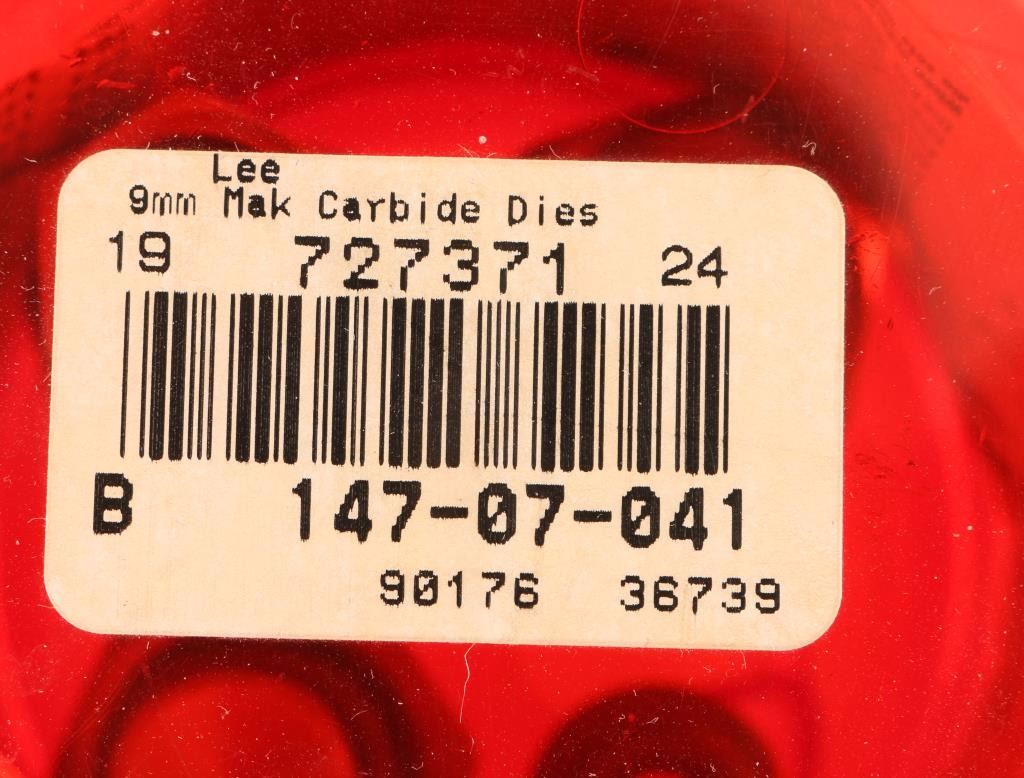 Lee
9mm Mak Carbide Dies
19 727371 24
B 147-07-041
90176 36739